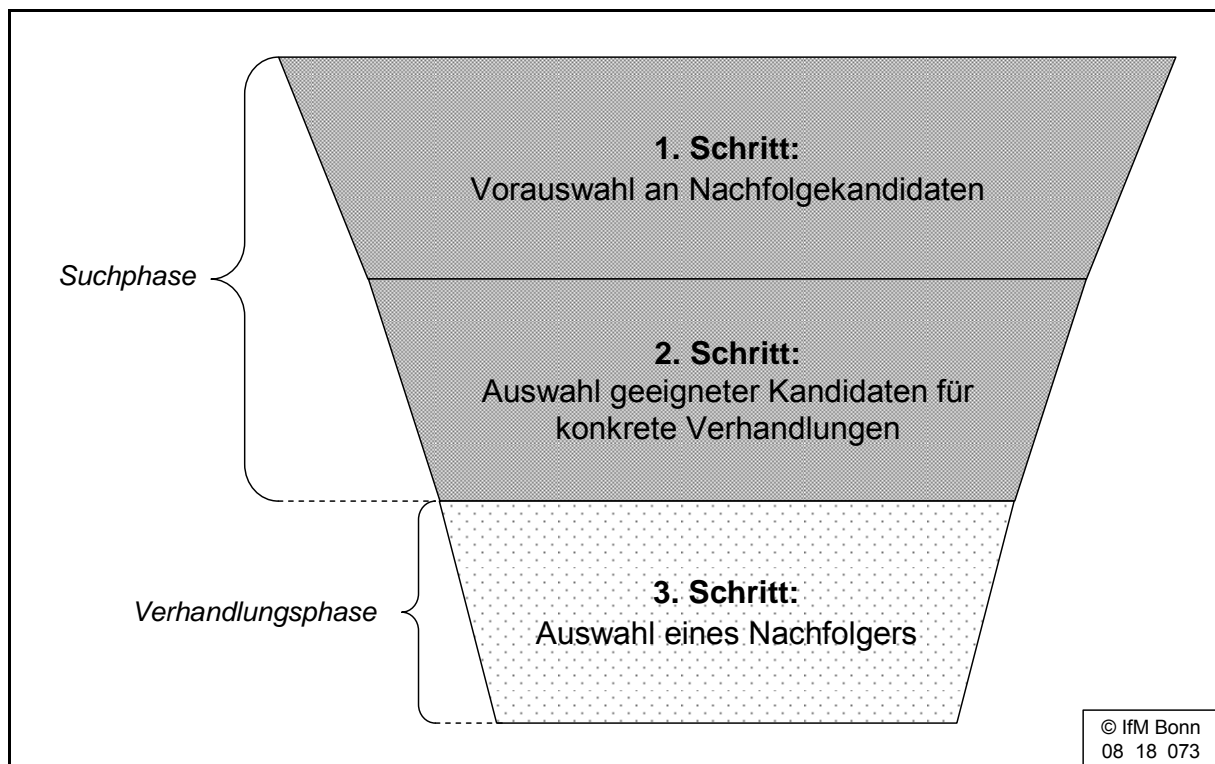 1. Schritt:
Vorauswahl an Nachfolgekandidaten
Suchphase
2. Schritt:
Auswahl geeigneter Kandidaten für
konkrete Verhandlungen
3. Schritt:
Verhandlungsphase
Auswahl eines Nachfolgers
© IfM Bonn
08 18 073